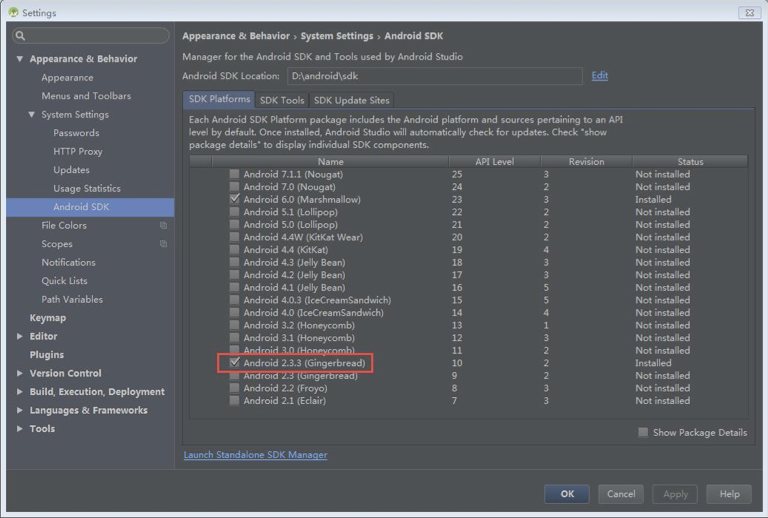 Settings
Appearance & Behavior
Appearance
Menus and Toolbars
System Settings
Passwords
HTTP Proxy
Updates
Usage Statistics
Android SDK
File Colors
Scopes
Notifications
Quick Lists
Path Variables
Keymap
Editor
Plugins
Version Control
Build, Execution, Deployment
Languages & Frameworks
Tools
Appearance & Behavior › System Settings › Android SDK
Manager for the Android SDK and Tools used by Android Studio
Android SDK Location: D:\android\sdk Edit
SDK Platforms SDK Tools SDK Update Sites
Each Android SDK Platform package includes the Android platform and sources pertaining to an API
level by default. Once installed, Android Studio will automatically check for updates. Check "show
package details" to display individual SDK components.
Name API Level Revision Status
Android 7.1.1 (Nougat) 25 3 Not installed
Android 7.0 (Nougat) 24 2 Not installed
Android 6.0 (Marshmallow) 23 3 Installed
Android 5.1 (Lollipop) 22 2 Not installed
Android 5.0 (Lollipop) 21 2 Not installed
Android 4.4W (KitKat Wear) 20 2 Not installed
Android 4.4 (KitKat) 19 4 Not installed
Android 4.3 (Jelly Bean) 18 3 Not installed
Android 4.2 (Jelly Bean) 17 3 Not installed
Android 4.1 (Jelly Bean) 16 5 Not installed
Android 4.0.3 (IceCreamSandwich) 15 5 Not installed
Android 4.0 (IceCreamSandwich) 14 4 Not installed
Android 3.2 (Honeycomb) 13 1 Not installed
Android 3.1 (Honeycomb) 12 3 Not installed
Android 3.0 (Honeycomb) 11 2 Not installed
Android 2.3.3 (Gingerbread) 10 2 Installed
Android 2.3 (Gingerbread) 9 2 Not installed
Android 2.2 (Froyo) 8 3 Not installed
Android 2.1 (Eclair) 7 3 Not installed
Show Package Details
Launch Standalone SDK Manager
OK Cancel Apply Help